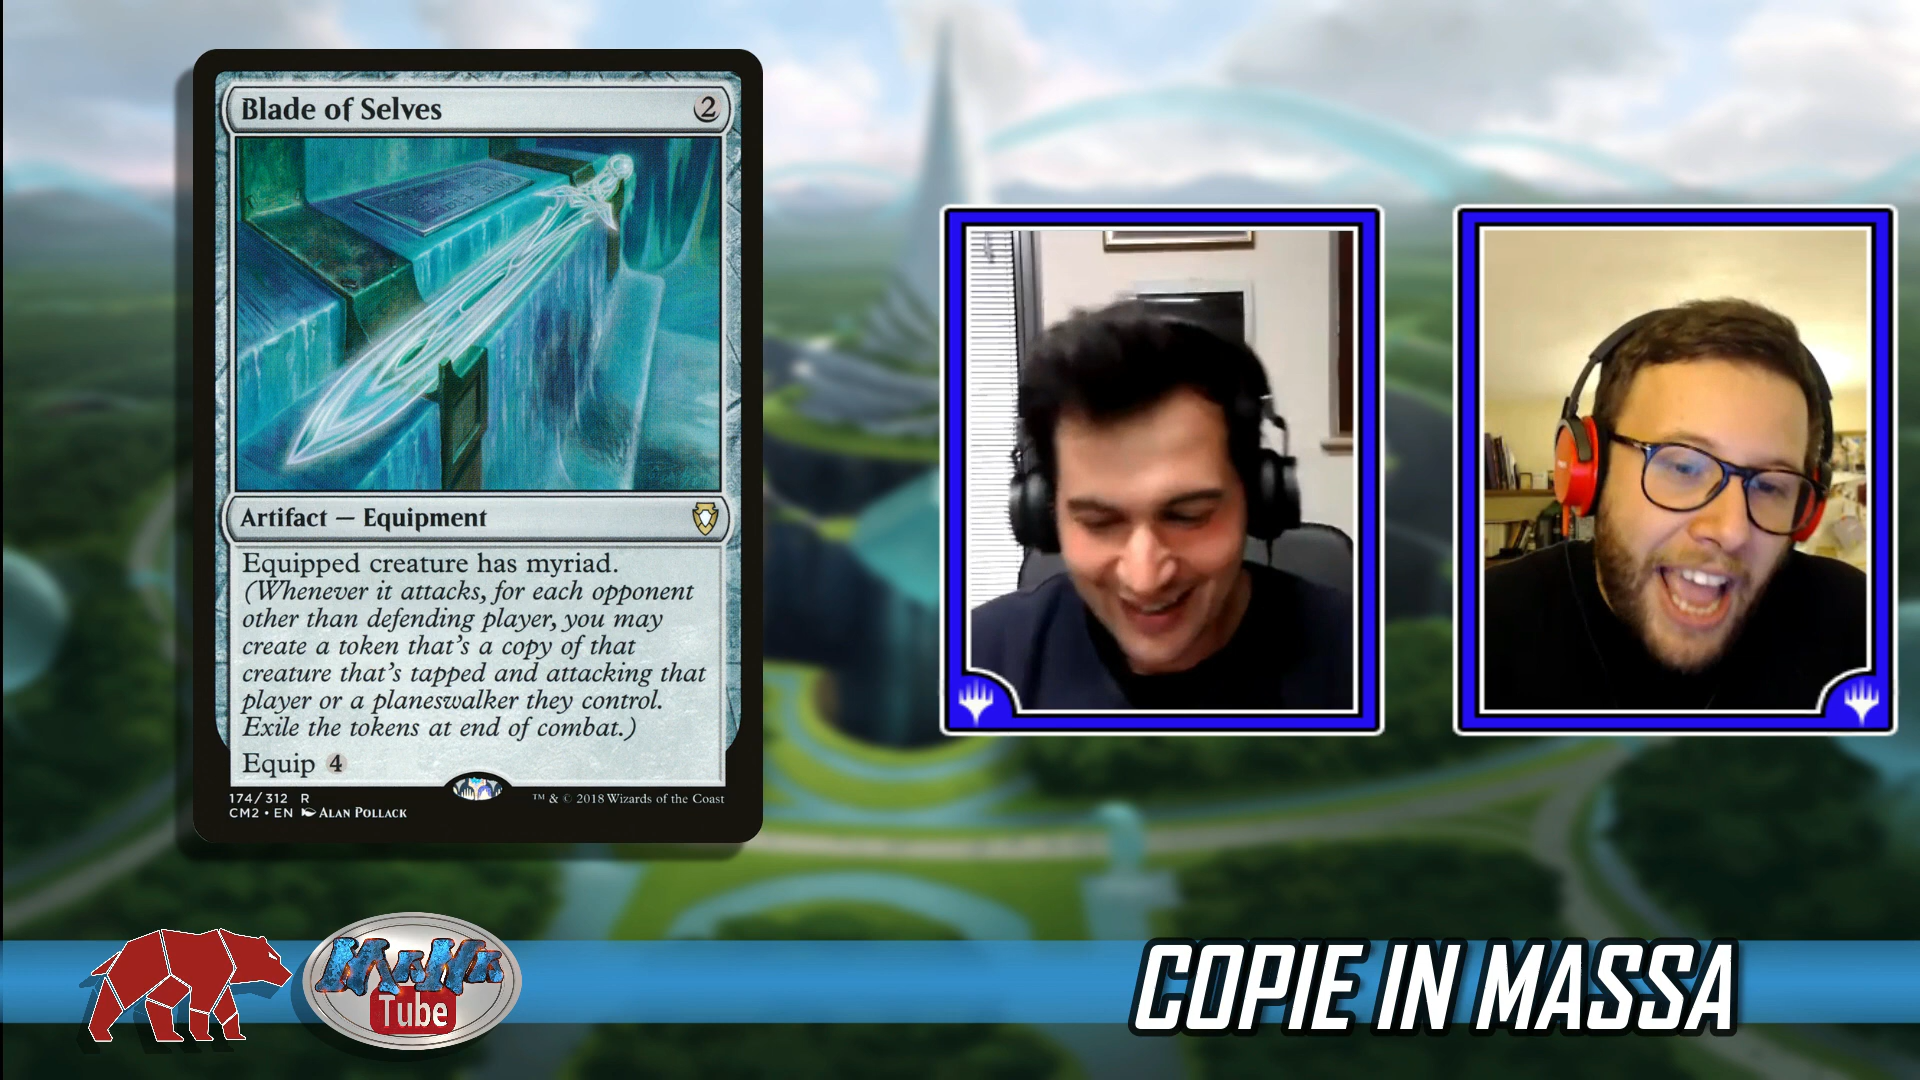 Blade of Selves 2
Artifact — Equipment
Equipped creature has myriad.
(Whenever it attacks, for each opponent
other than defending player, you may
create a token that's a copy of that
creature that's tapped and attacking that
player or a planeswalker they control.
Exile the tokens at end of combat.)
Equip 4
174/312 R
CM2 • EN ALAN POLLACK
™ & © 2018 Wizards of the Coast
MaNa
Tube
COPIE IN MASSA